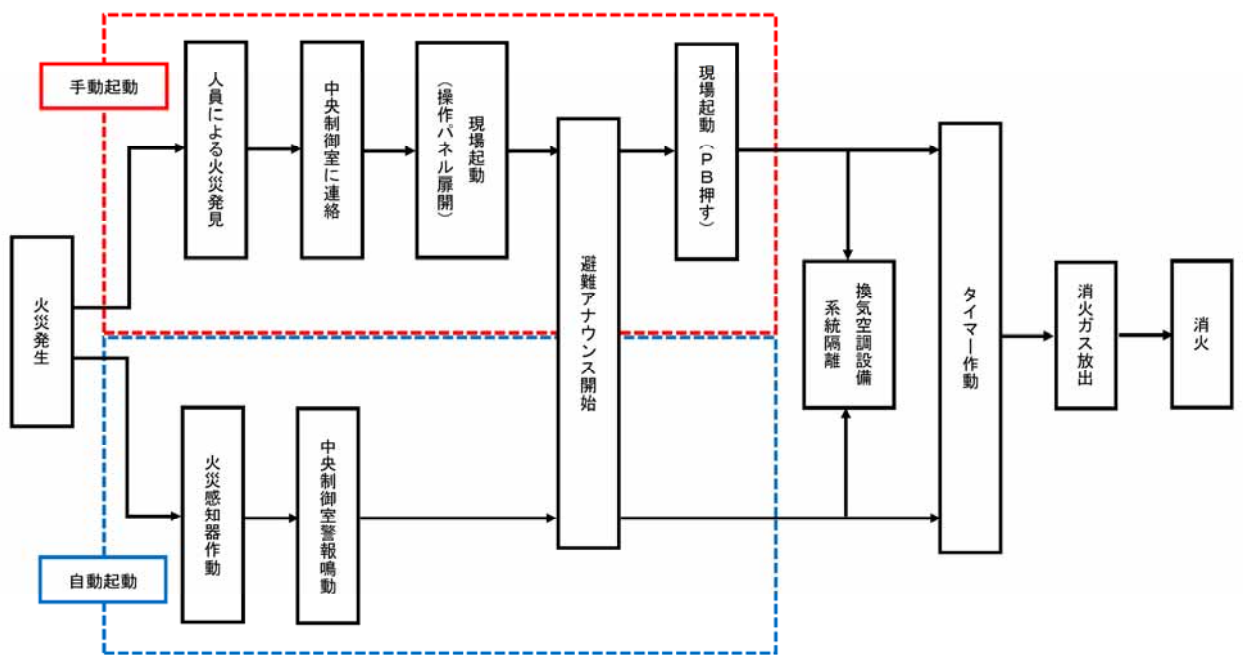 手動起動
人員による火災発見
中央制御室に連絡
現場起動
（操作パネル扉開）
避難アナウンス開始
現場起動（ＰＢ押す）
火災発生
換気空調設備
系統隔離
タイマー作動
消火ガス放出
消火
火災感知器作動
中央制御室警報鳴動
自動起動